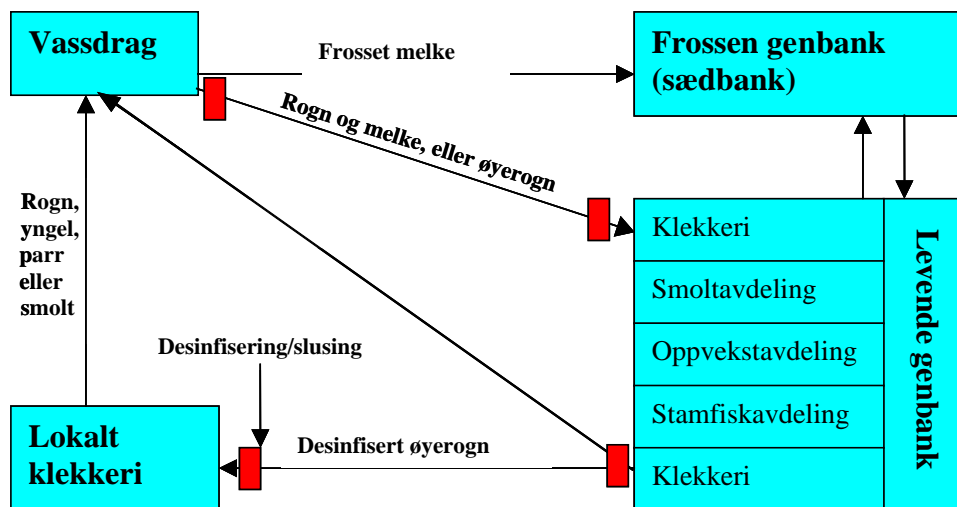 Vassdrag
Frosset melke
Frossen genbank
(sædbank)
Rogn og melke, eller øyerogn
Rogn,
yngel,
parr
eller
smolt
Klekkeri
Smoltavdeling
Oppvekstavdeling
Stamfiskavdeling
Klekkeri
Levende genbank
Desinfisering/slusing
Lokalt
klekkeri
Desinfisert øyerogn